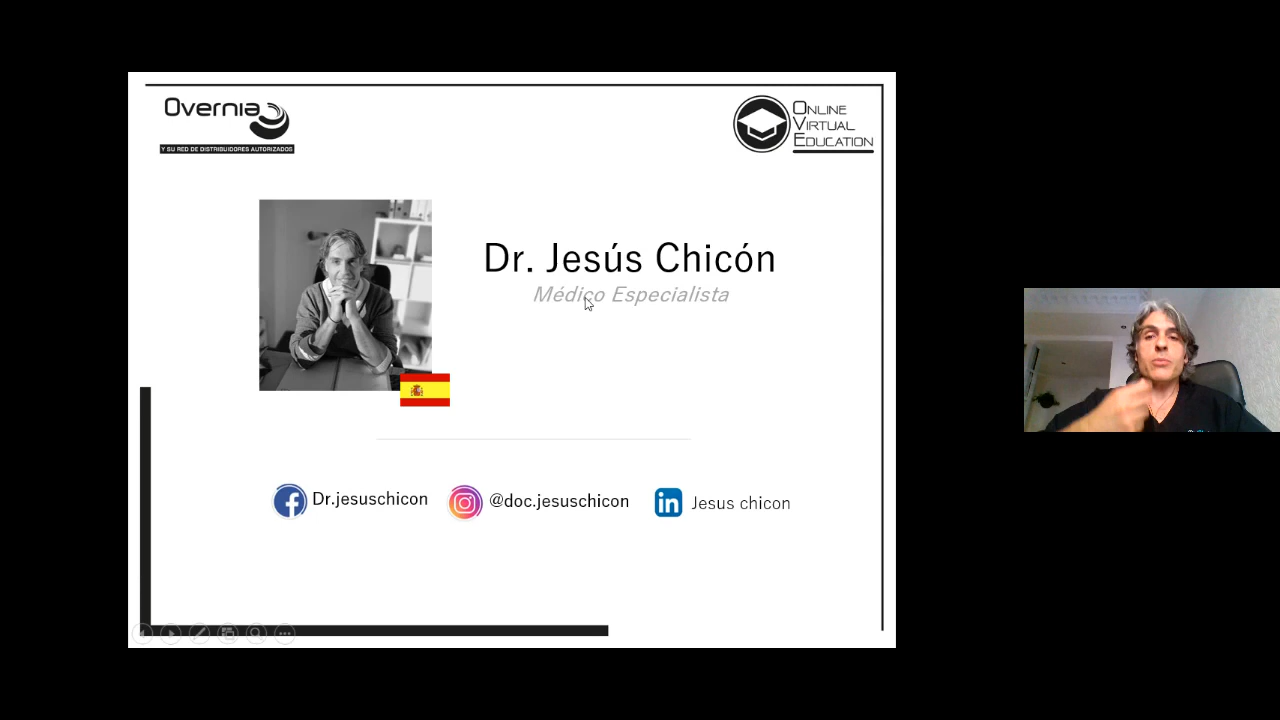 Overnia
Y SU RED DE DISTRIBUIDORES AUTORIZADOS
ONLINE
VIRTUAL
EDUCATION
Dr. Jesús Chicón
Médico Especialista
Dr.jesuschicon
@doc.jesuschicon
in
Jesus chicon